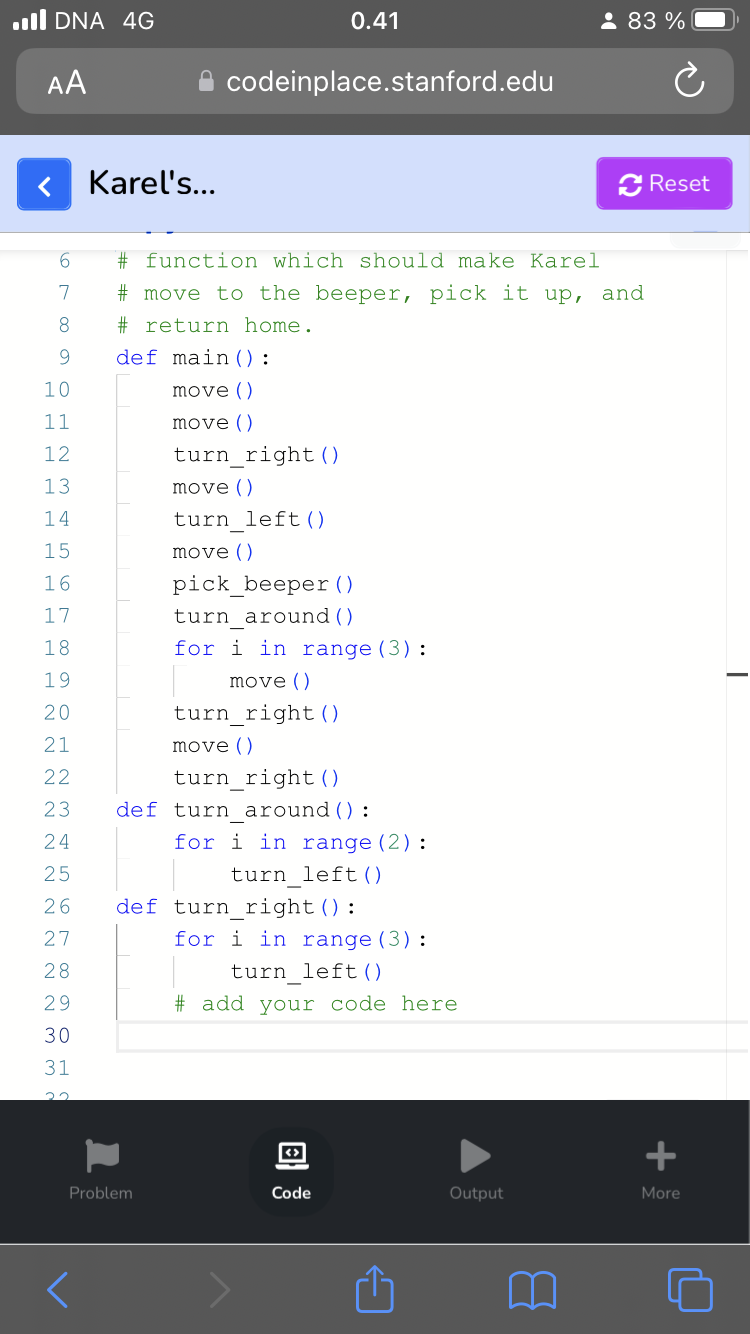 DNA 4G 0.41 83 %
AA codeinplace.stanford.edu
Karel's... Reset
6 # function which should make Karel
7 # move to the beeper, pick it up, and
8 # return home.
9 def main():
10     move()
11     move()
12     turn_right()
13     move()
14     turn_left()
15     move()
16     pick_beeper()
17     turn_around()
18     for i in range(3):
19         move()
20     turn_right()
21     move()
22     turn_right()
23 def turn_around():
24     for i in range(2):
25         turn_left()
26 def turn_right():
27     for i in range(3):
28         turn_left()
29     # add your code here
30
31
Problem Code Output More